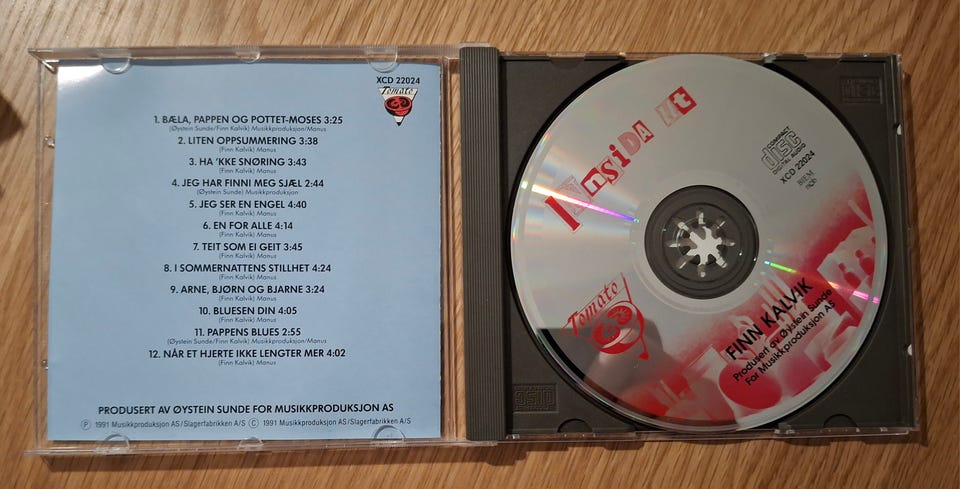 XCD 22024
Tomato
1. BÆLA, PAPPEN OG POTTET-MOSES 3:25
(Øystein Sunde/Finn Kalvik) Musikkproduksjon/Manus
2. LITEN OPPSUMMERING 3:38
(Finn Kalvik) Manus
3. HA 'KKE SNØRING 3:43
(Finn Kalvik) Manus
4. JEG HAR FINNI MEG SJÆL 2:44
(Øystein Sunde) Musikkproduksjon
5. JEG SER EN ENGEL 4:40
(Finn Kalvik) Manus
6. EN FOR ALLE 4:14
(Finn Kalvik) Manus
7. TEIT SOM EI GEIT 3:45
(Finn Kalvik) Manus
8. I SOMMERNATTENS STILLHET 4:24
(Finn Kalvik) Manus
9. ARNE, BJØRN OG BJARNE 3:24
(Finn Kalvik) Manus
10. BLUESEN DIN 4:05
(Finn Kalvik) Manus
11. PAPPENS BLUES 2:55
(Øystein Sunde/Finn Kalvik) Musikkproduksjon/Manus
12. NÅR ET HJERTE IKKE LENGTER MER 4:02
(Finn Kalvik) Manus
PRODUSERT AV ØYSTEIN SUNDE FOR MUSIKKPRODUKSJON AS
Ⓟ 1991 Musikkproduksjon AS/Slagerfabrikken A/S Ⓒ 1991 Musikkproduksjon AS/Slagerfabrikken A/S
InnsiDA Ut
COMPACT
disc
DIGITAL AUDIO
XCD 22024
BIEM
ncb
Tomato
FINN KALVIK
Produsert av Øystein Sunde
For Musikkproduksjon AS